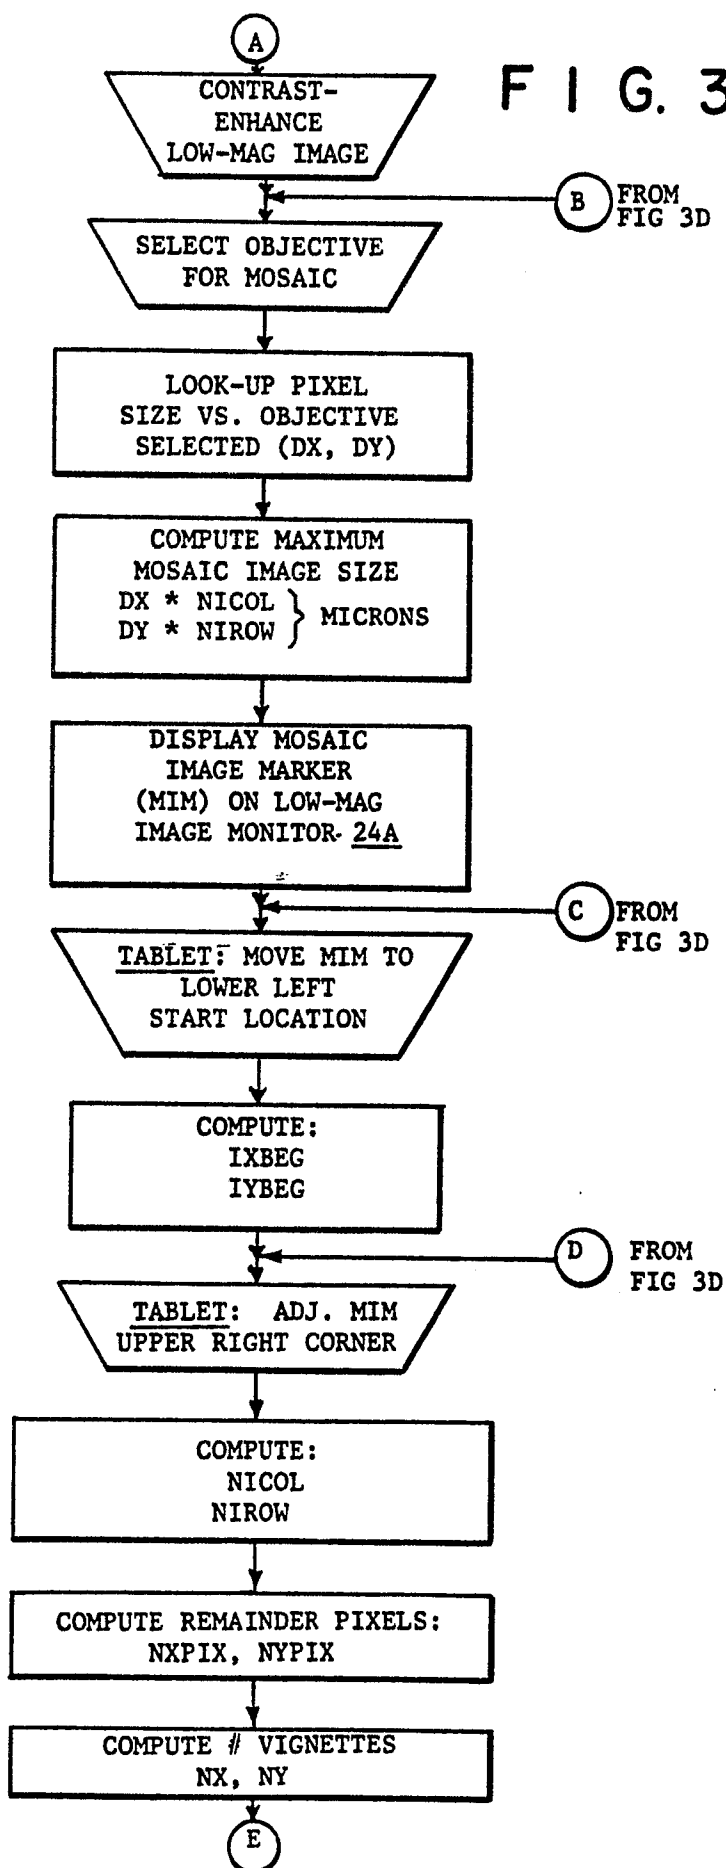 A
F I G. 3
CONTRAST-
ENHANCE
LOW-MAG IMAGE
B FROM
FIG 3D
SELECT OBJECTIVE
FOR MOSAIC
LOOK-UP PIXEL
SIZE VS. OBJECTIVE
SELECTED (DX, DY)
COMPUTE MAXIMUM
MOSAIC IMAGE SIZE
DX * NICOL
DY * NIROW } MICRONS
DISPLAY MOSAIC
IMAGE MARKER
(MIM) ON LOW-MAG
IMAGE MONITOR- 24A
C FROM
FIG 3D
TABLET: MOVE MIM TO
LOWER LEFT
START LOCATION
COMPUTE:
IXBEG
IYBEG
D FROM
FIG 3D
TABLET: ADJ. MIM
UPPER RIGHT CORNER
COMPUTE:
NICOL
NIROW
COMPUTE REMAINDER PIXELS:
NXPIX, NYPIX
COMPUTE # VIGNETTES
NX, NY
E